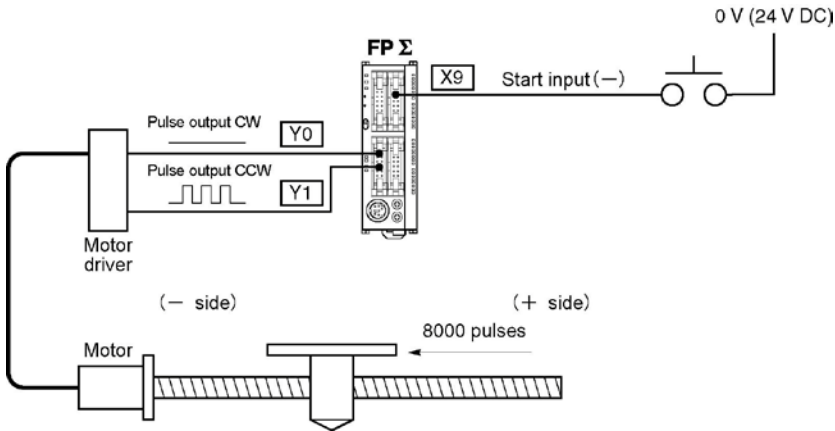 0 V (24 V DC)
FP Σ
X9
Start input (−)
Pulse output CW
Y0
Pulse output CCW
Y1
Motor
driver
(− side)
(+ side)
8000 pulses
Motor